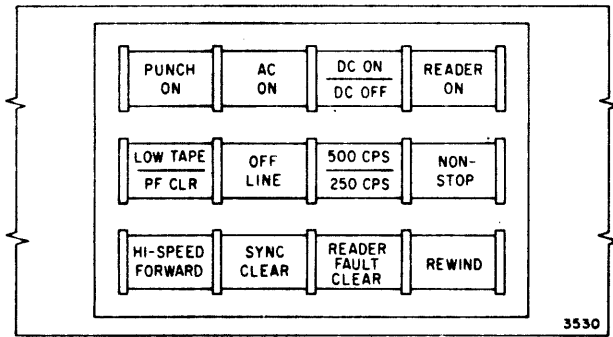 PUNCH ON
AC ON
DC ON
DC OFF
READER ON
LOW TAPE
PF CLR
OFF LINE
500 CPS
250 CPS
NON-STOP
HI-SPEED FORWARD
SYNC CLEAR
READER FAULT CLEAR
REWIND
3530